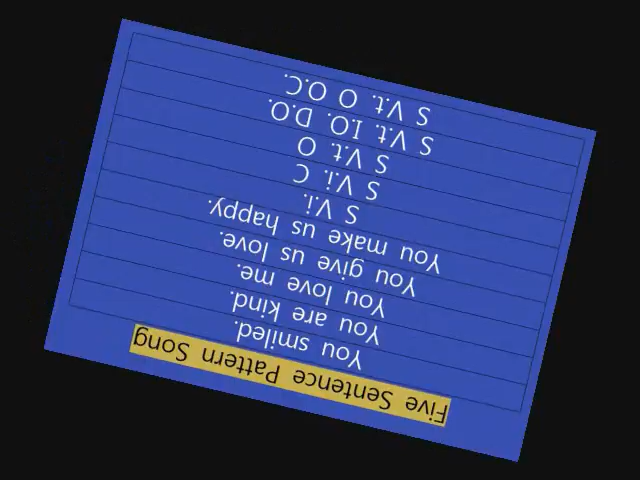 Five Sentence Pattern Song
You smiled.
You are kind.
You love me.
You give us love.
You make us happy.
S V.i.
S V.i. C
S V.t. O
S V.t. I.O. D.O.
S V.t. O O.C.